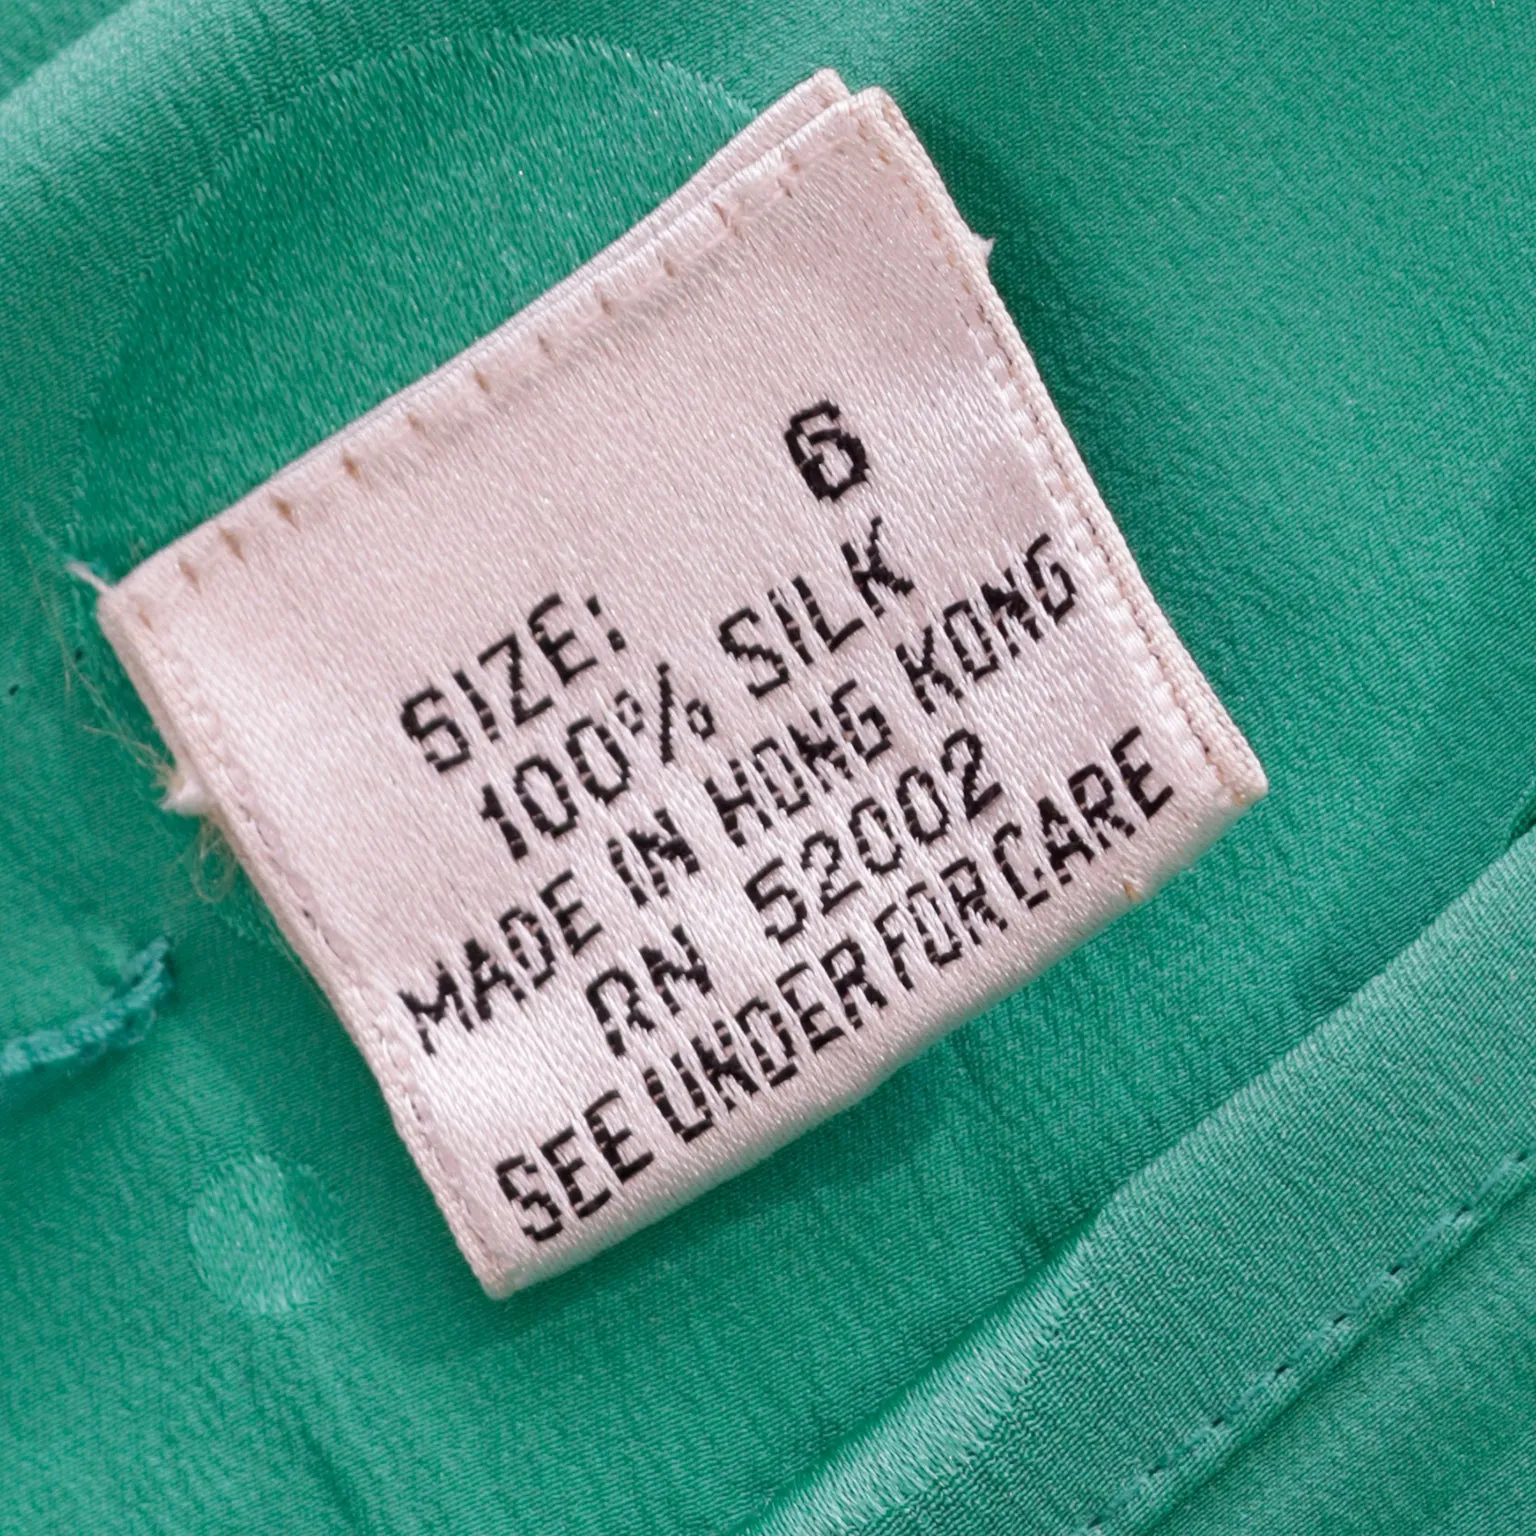 6
SIZE:
100% SILK
MADE IN HONG KONG
RN 52002
SEE UNDER FOR CARE